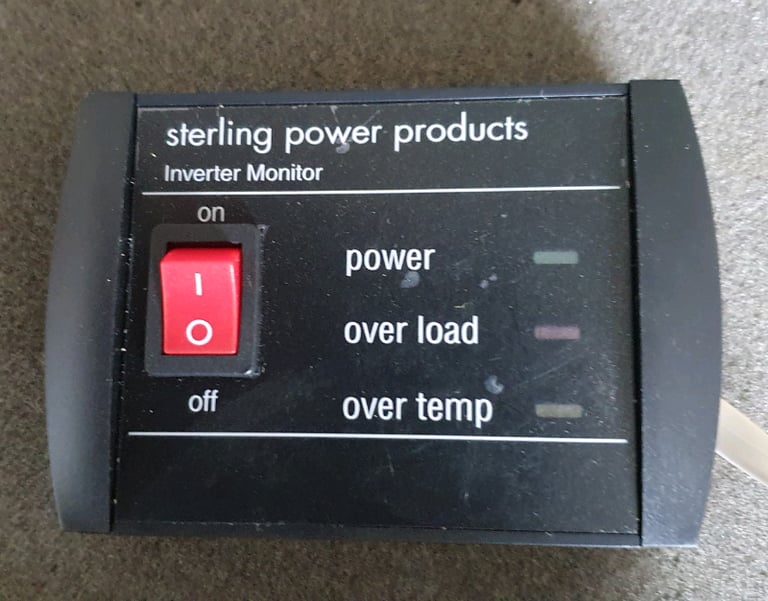 sterling power products
Inverter Monitor
on
I
O
off
power
over load
over temp